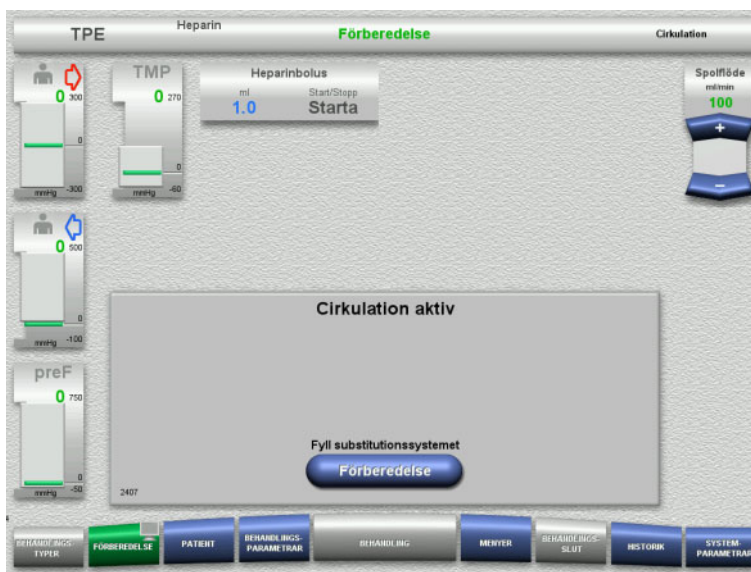 TPE
Heparin
Förberedelse
Cirkulation
0 300
0
mmHg -300
TMP
0 270
0
mmHg -60
Heparinbolus
ml Start/Stopp
1.0 Starta
Spolflöde
ml/min
100
+
−
0 500
0
mmHg -100
preF
0 750
0
mmHg -50
Cirkulation aktiv
Fyll substitutionssystemet
Förberedelse
2407
BEHANDLINGS-
TYPER
FÖRBEREDELSE
PATIENT
BEHANDLINGS-
PARAMETRAR
BEHANDLING
MENYER
BEHANDLINGS-
SLUT
HISTORIK
SYSTEM-
PARAMETRAR